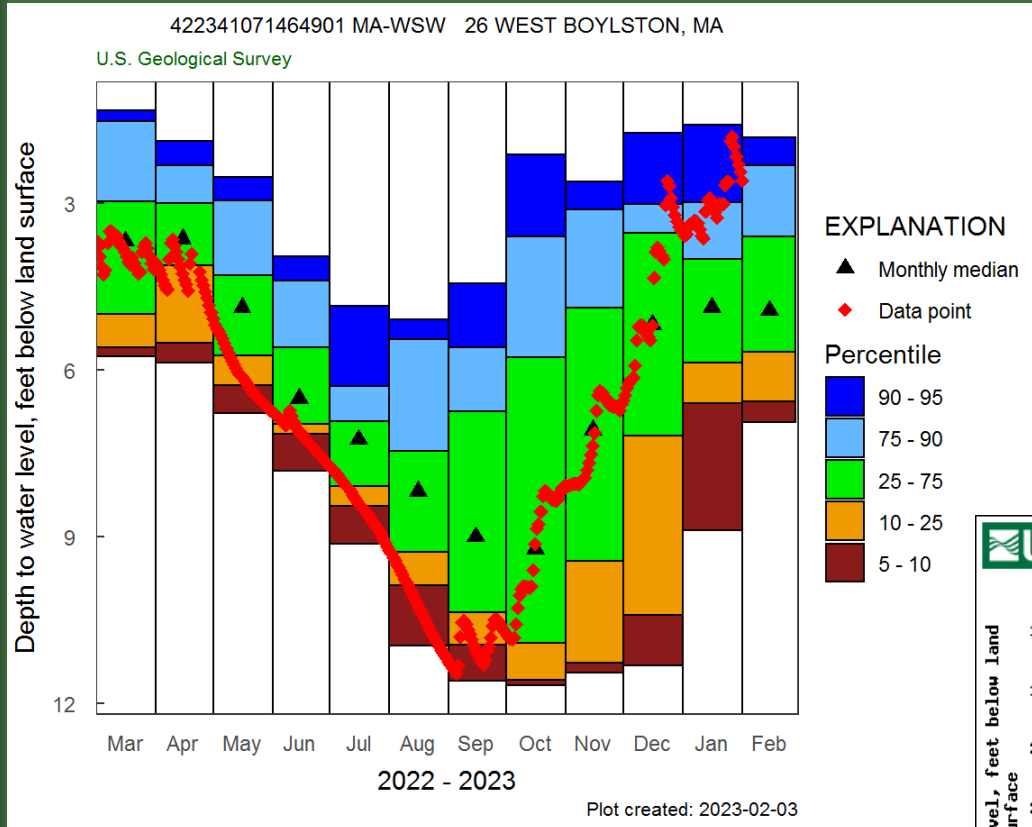 422341071464901 MA-WSW 26 WEST BOYLSTON, MA
U.S. Geological Survey
Depth to water level, feet below land surface
3
6
9
12
Mar Apr May Jun Jul Aug Sep Oct Nov Dec Jan Feb
2022 - 2023
Plot created: 2023-02-03
EXPLANATION
Monthly median
Data point
Percentile
90 - 95
75 - 90
25 - 75
10 - 25
5 - 10
feet below land